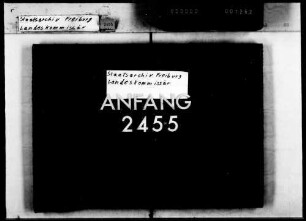 Staatsarchiv Freiburg
Landeskommissär
Staatsarchiv Freiburg
Landeskommissär
ANFANG
2455